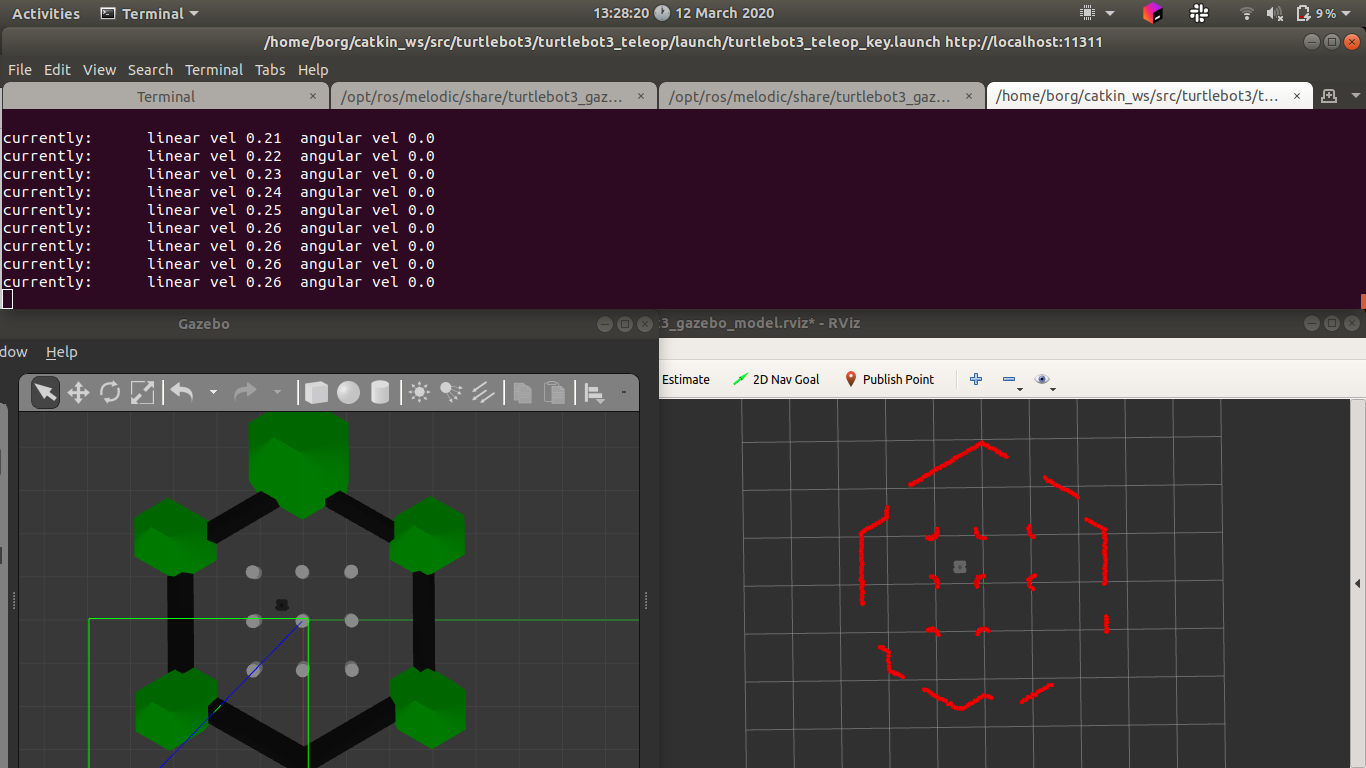 Activities Terminal 13:28:20 12 March 2020 9%
/home/borg/catkin_ws/src/turtlebot3/turtlebot3_teleop/launch/turtlebot3_teleop_key.launch http://localhost:11311
File Edit View Search Terminal Tabs Help
Terminal × /opt/ros/melodic/share/turtlebot3_gaz... × /opt/ros/melodic/share/turtlebot3_gaz... × /home/borg/catkin_ws/src/turtlebot3/t... ×
currently: linear vel 0.21 angular vel 0.0
currently: linear vel 0.22 angular vel 0.0
currently: linear vel 0.23 angular vel 0.0
currently: linear vel 0.24 angular vel 0.0
currently: linear vel 0.25 angular vel 0.0
currently: linear vel 0.26 angular vel 0.0
currently: linear vel 0.26 angular vel 0.0
currently: linear vel 0.26 angular vel 0.0
currently: linear vel 0.26 angular vel 0.0
Gazebo
3_gazebo_model.rviz* - RViz
dow Help
Estimate 2D Nav Goal Publish Point